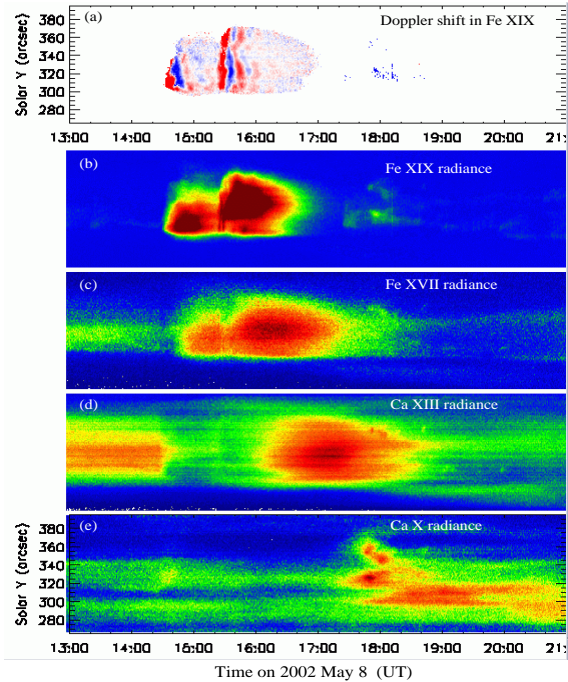 (a)
Doppler shift in Fe XIX
Solar Y (arcsec)
380
360
340
320
300
280
13:00 14:00 15:00 16:00 17:00 18:00 19:00 20:00 21
(b)
Fe XIX radiance
(c)
Fe XVII radiance
(d)
Ca XIII radiance
(e)
Ca X radiance
Solar Y (arcsec)
380
360
340
320
300
280
13:00 14:00 15:00 16:00 17:00 18:00 19:00 20:00 21
Time on 2002 May 8 (UT)